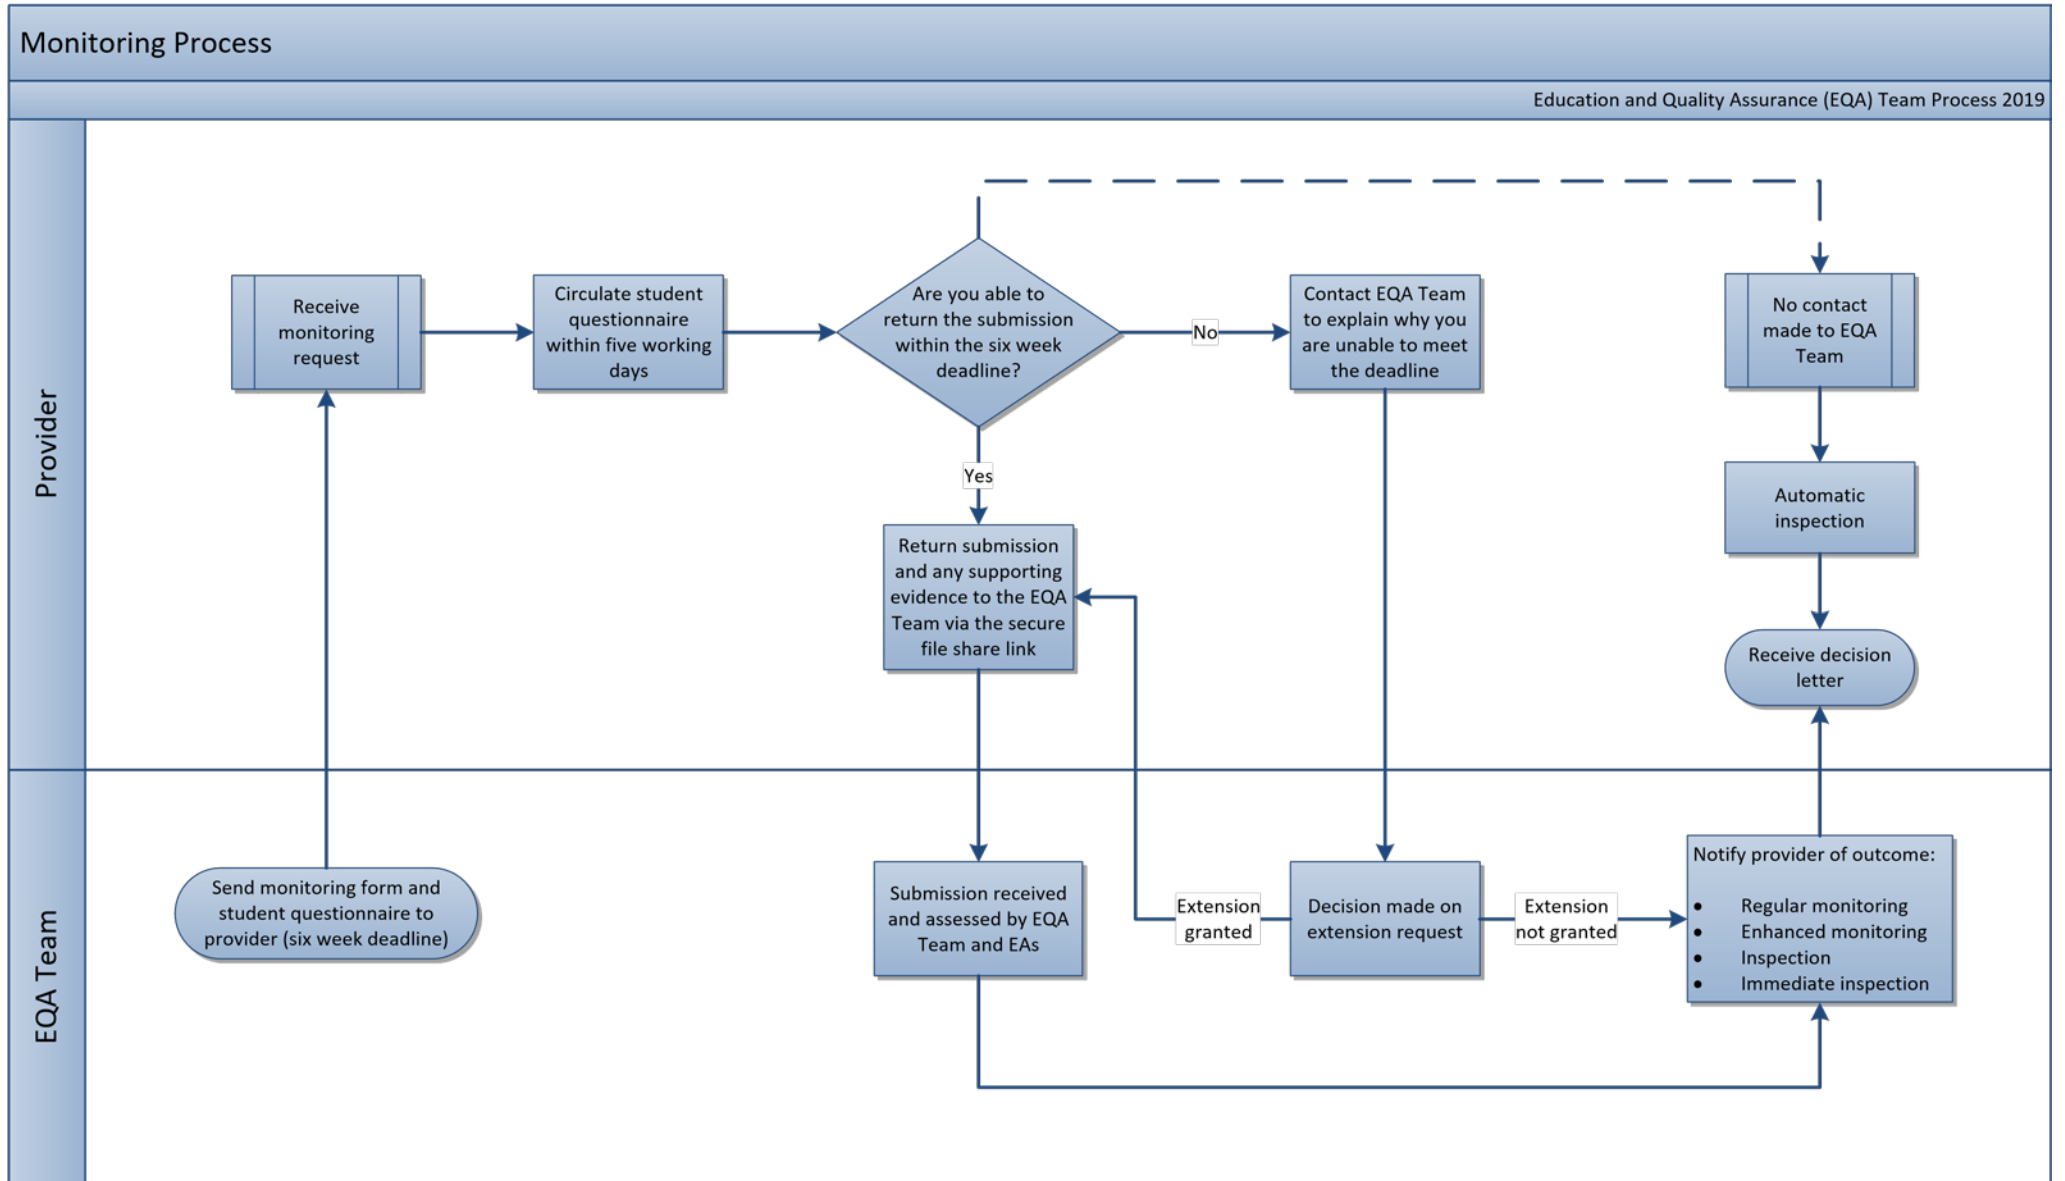 Monitoring Process
Education and Quality Assurance (EQA) Team Process 2019
Provider
Receive
monitoring
request
Circulate student
questionnaire
within five working
days
Are you able to
return the submission
within the six week
deadline?
No
Contact EQA Team
to explain why you
are unable to meet
the deadline
No contact
made to EQA
Team
Yes
Automatic
inspection
Return submission
and any supporting
evidence to the EQA
Team via the secure
file share link
Receive decision
letter
EQA Team
Send monitoring form and
student questionnaire to
provider (six week deadline)
Submission received
and assessed by EQA
Team and EAs
Extension
granted
Decision made on
extension request
Extension
not granted
Notify provider of outcome:
• Regular monitoring
• Enhanced monitoring
• Inspection
• Immediate inspection